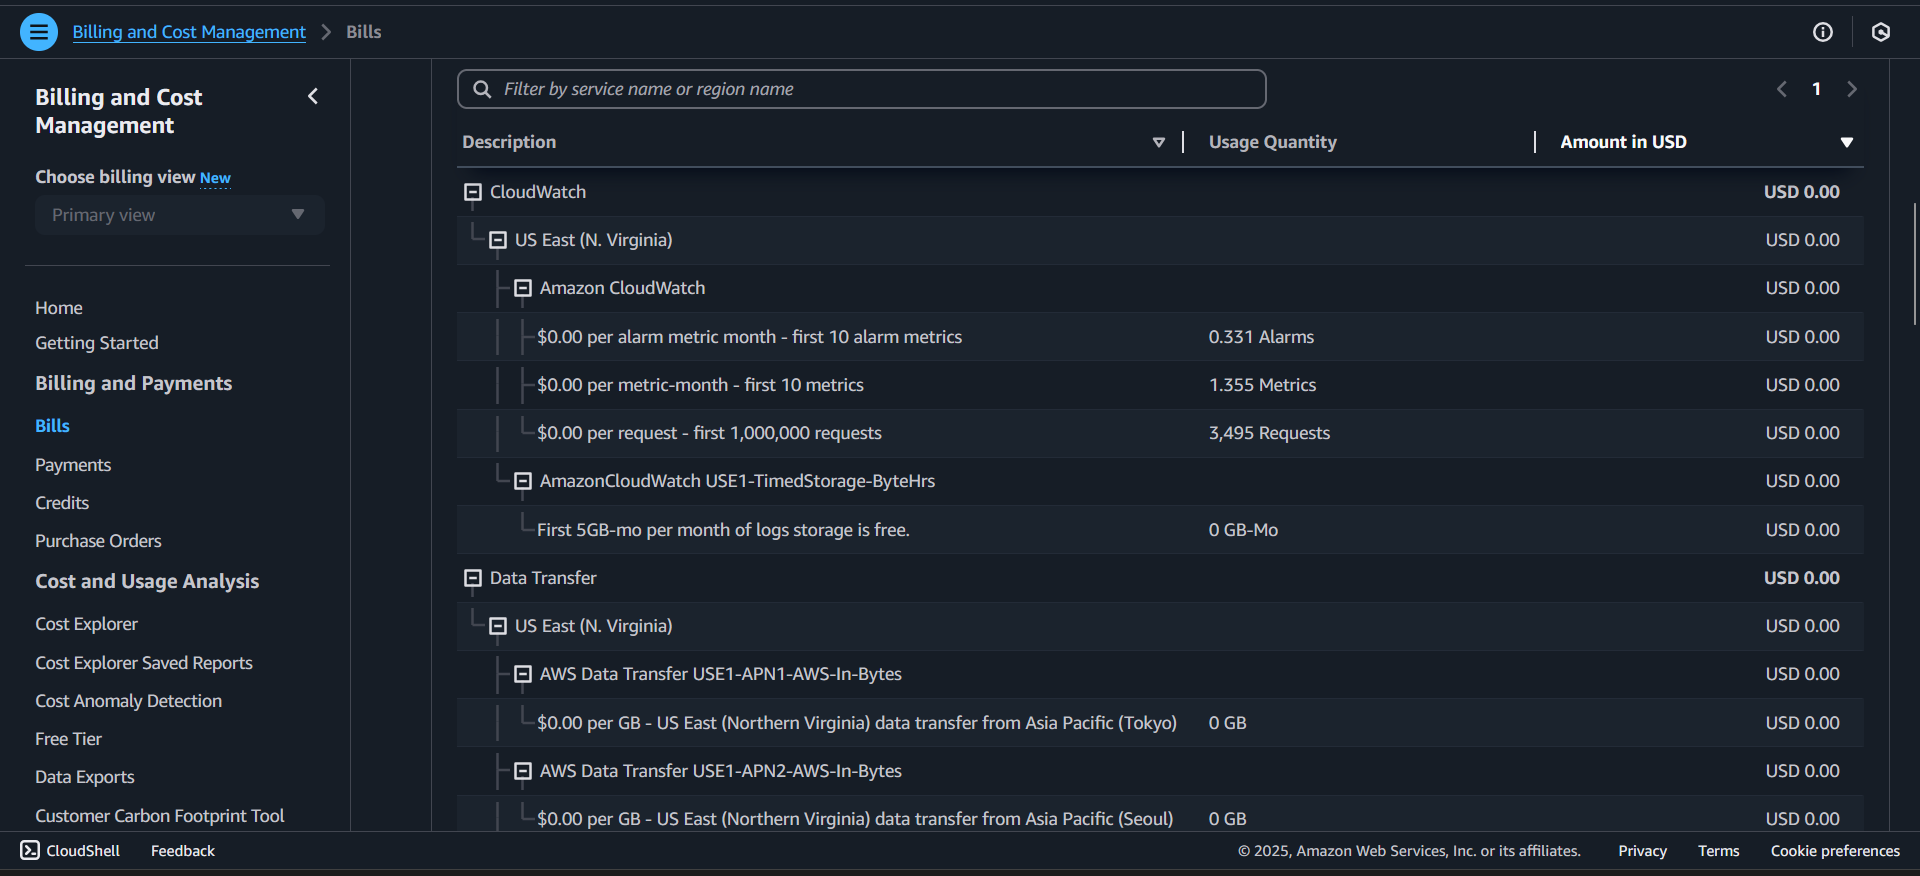 Billing and Cost Management > Bills
Billing and Cost
Management
Choose billing view New
Primary view
Home
Getting Started
Billing and Payments
Bills
Payments
Credits
Purchase Orders
Cost and Usage Analysis
Cost Explorer
Cost Explorer Saved Reports
Cost Anomaly Detection
Free Tier
Data Exports
Customer Carbon Footprint Tool
Filter by service name or region name
1
Description Usage Quantity Amount in USD
CloudWatch USD 0.00
US East (N. Virginia) USD 0.00
Amazon CloudWatch USD 0.00
$0.00 per alarm metric month - first 10 alarm metrics 0.331 Alarms USD 0.00
$0.00 per metric-month - first 10 metrics 1.355 Metrics USD 0.00
$0.00 per request - first 1,000,000 requests 3,495 Requests USD 0.00
AmazonCloudWatch USE1-TimedStorage-ByteHrs USD 0.00
First 5GB-mo per month of logs storage is free. 0 GB-Mo USD 0.00
Data Transfer USD 0.00
US East (N. Virginia) USD 0.00
AWS Data Transfer USE1-APN1-AWS-In-Bytes USD 0.00
$0.00 per GB - US East (Northern Virginia) data transfer from Asia Pacific (Tokyo) 0 GB USD 0.00
AWS Data Transfer USE1-APN2-AWS-In-Bytes USD 0.00
$0.00 per GB - US East (Northern Virginia) data transfer from Asia Pacific (Seoul) 0 GB USD 0.00
CloudShell Feedback © 2025, Amazon Web Services, Inc. or its affiliates. Privacy Terms Cookie preferences